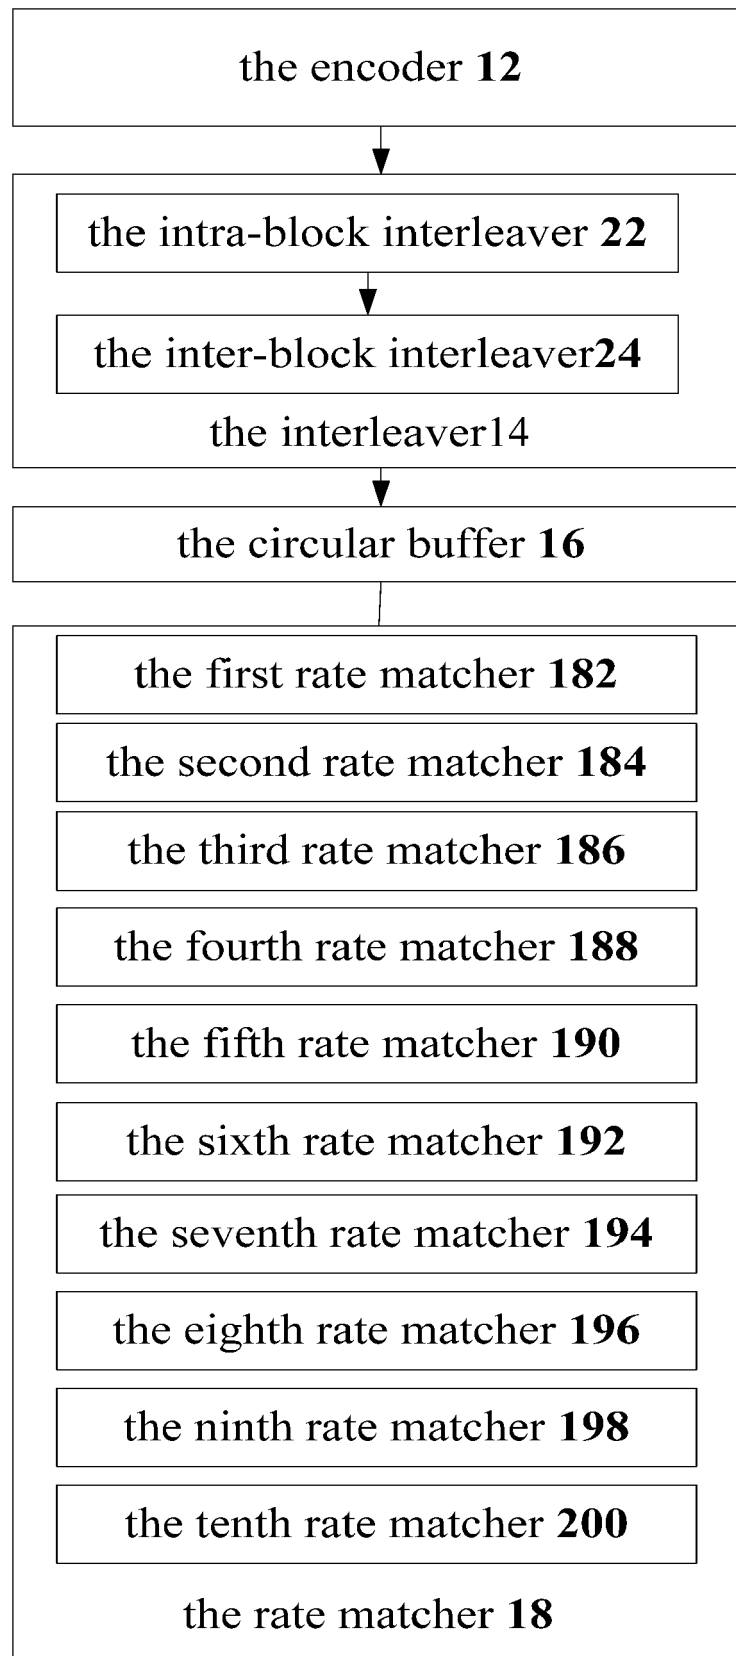 the encoder 12
the intra-block interleaver 22
the inter-block interleaver24
the interleaver14
the circular buffer 16
the first rate matcher 182
the second rate matcher 184
the third rate matcher 186
the fourth rate matcher 188
the fifth rate matcher 190
the sixth rate matcher 192
the seventh rate matcher 194
the eighth rate matcher 196
the ninth rate matcher 198
the tenth rate matcher 200
the rate matcher 18